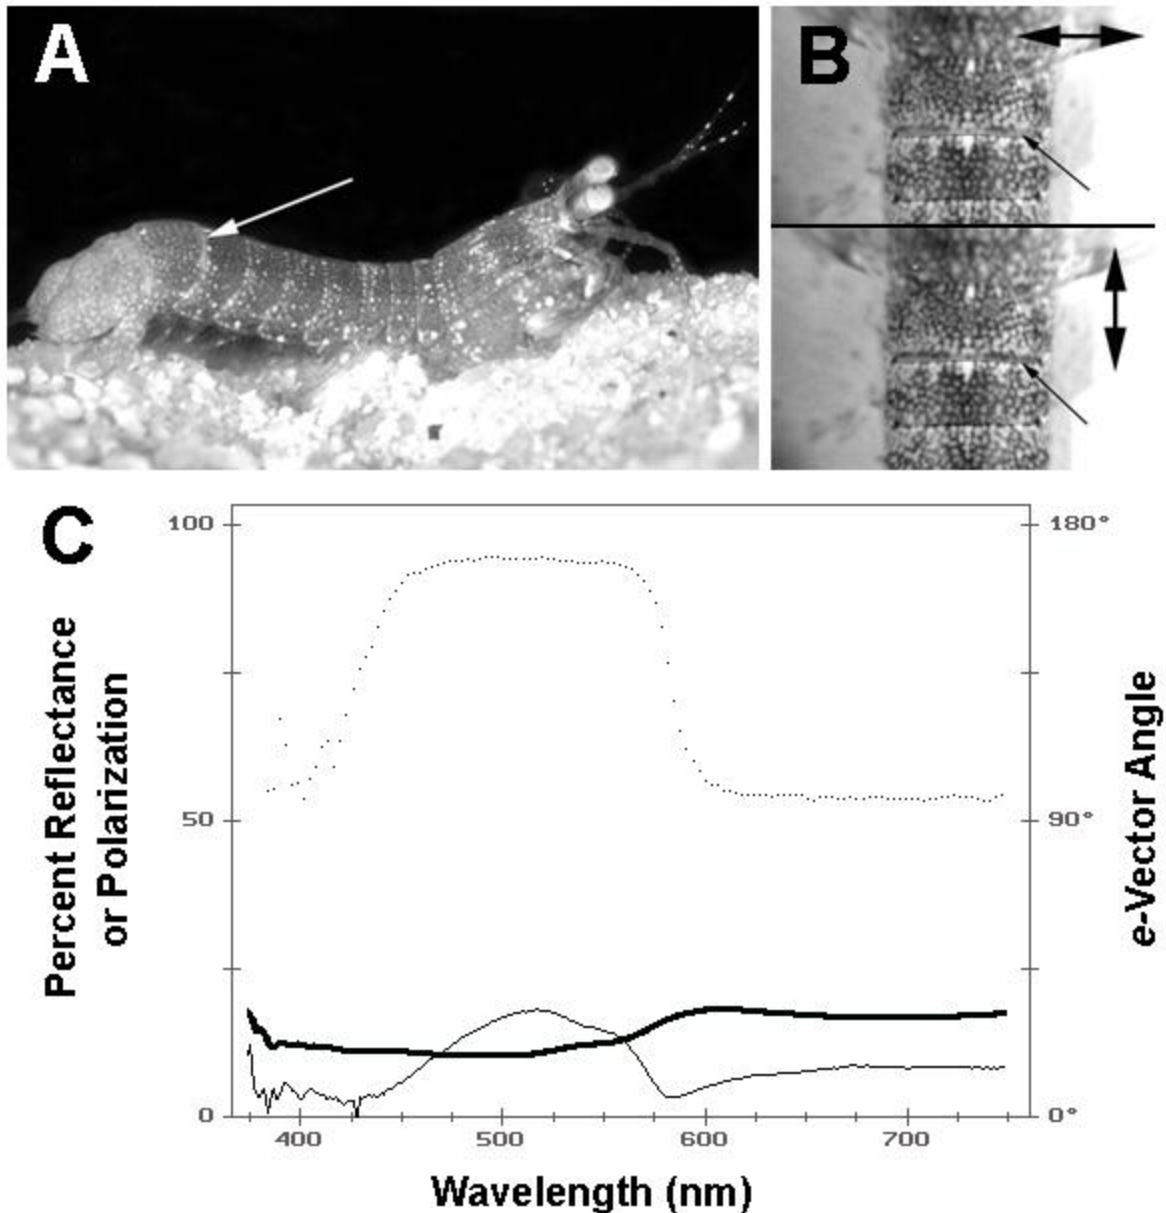 A
B
C
100
180°
50
90°
0
0°
400
500
600
700
Percent Reflectance
or Polarization
e-Vector Angle
Wavelength (nm)